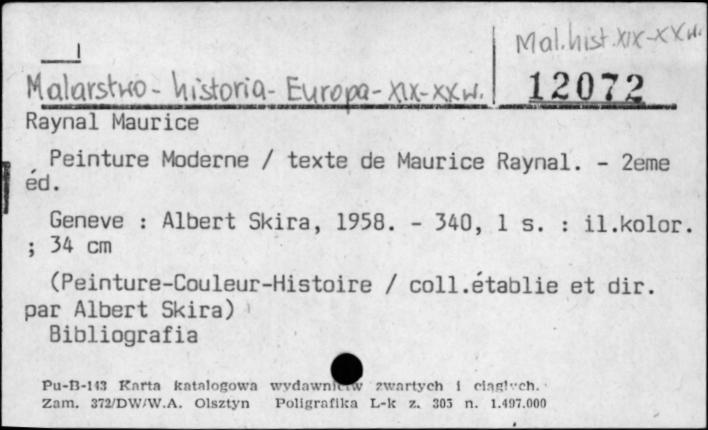 Mal.hist.XIX-XXw.
Malarstwo - historia - Europa - XIX-XXw.
12072
Raynal Maurice
Peinture Moderne / texte de Maurice Raynal. - 2eme
éd.
Geneve : Albert Skira, 1958. - 340, 1 s. : il.kolor.
; 34 cm
(Peinture-Couleur-Histoire / coll.établie et dir.
par Albert Skira)
Bibliografia
Pu-B-143 Karta katalogowa wydawnictw zwartych i ciągłych.
Zam. 372/DW/W.A. Olsztyn Poligrafika L-k z. 305 n. 1.497.000